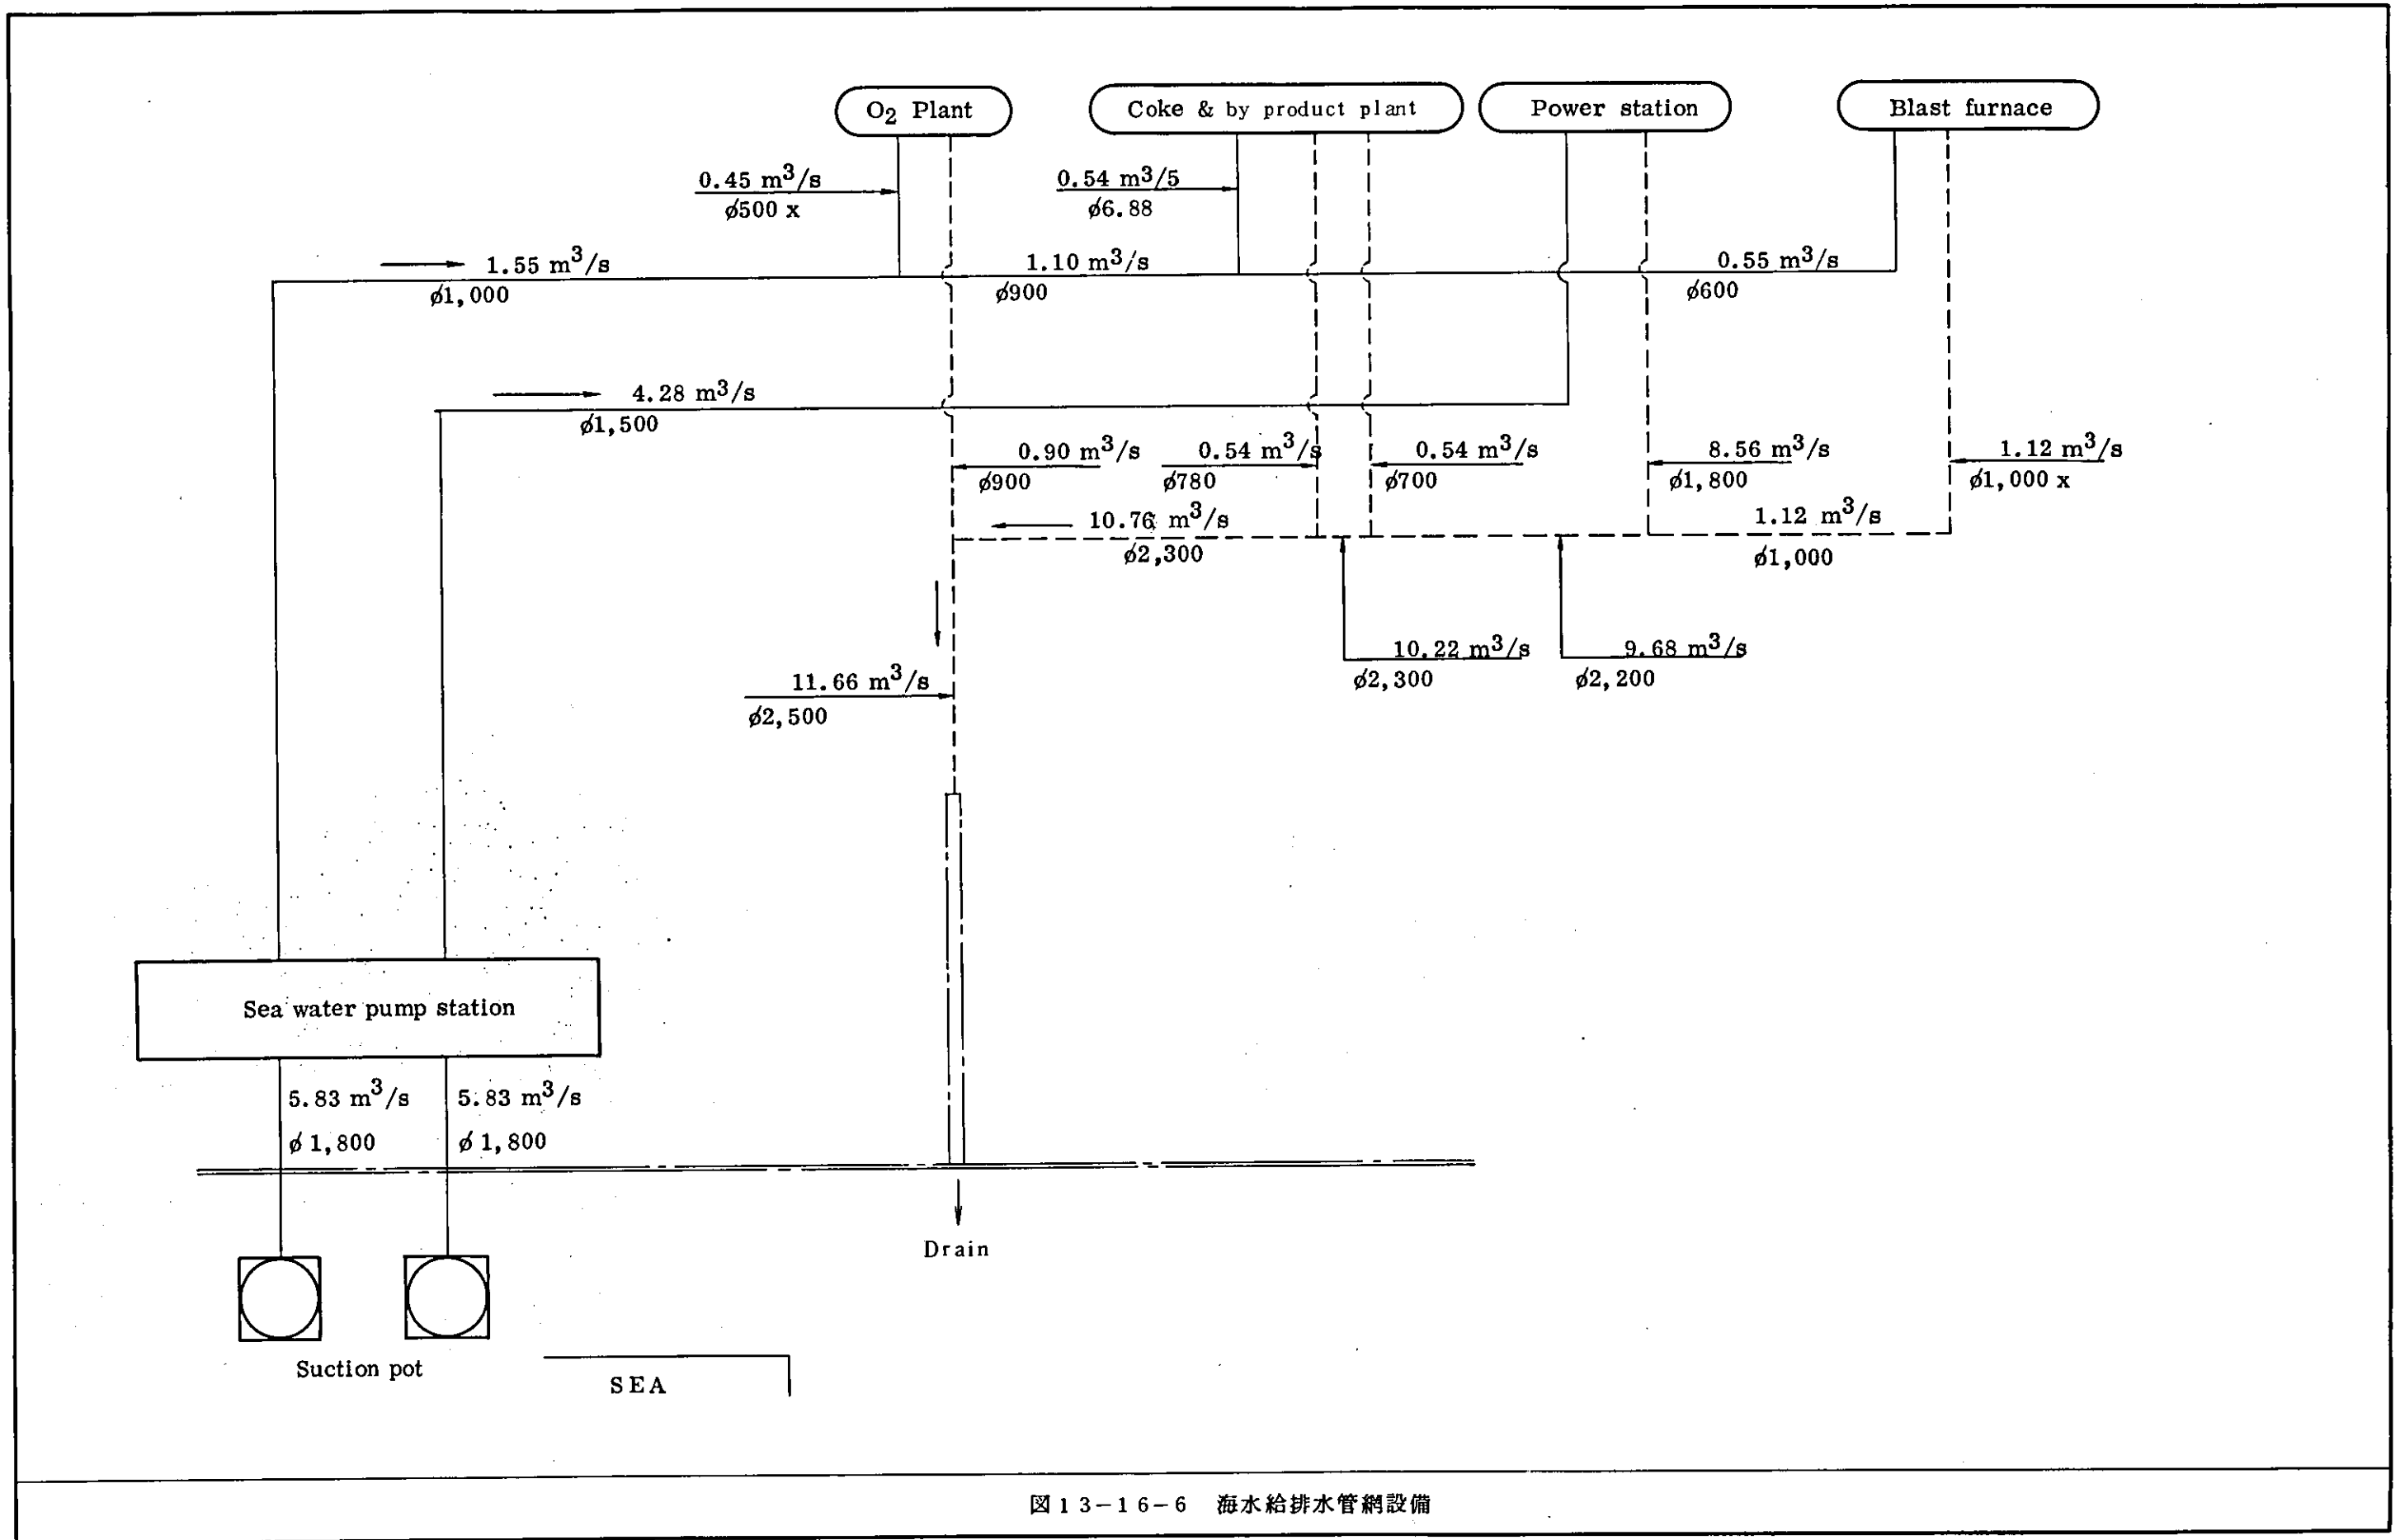 O2 Plant
Coke & by product plant
Power station
Blast furnace
0.45 m3/s
ø500 x
0.54 m3/5
ø6.88
1.55 m3/s
ø1,000
1.10 m3/s
ø900
0.55 m3/s
ø600
4.28 m3/s
ø1,500
0.90 m3/s
ø900
0.54 m3/s
ø780
0.54 m3/s
ø700
8.56 m3/s
ø1,800
1.12 m3/s
ø1,000 x
10.76 m3/s
ø2,300
1.12 m3/s
ø1,000
10.22 m3/s
ø2,300
9.68 m3/s
ø2,200
11.66 m3/s
ø2,500
Sea water pump station
5.83 m3/s
ø1,800
5.83 m3/s
ø1,800
Drain
Suction pot
SEA
図13-16-6 海水給排水管網設備